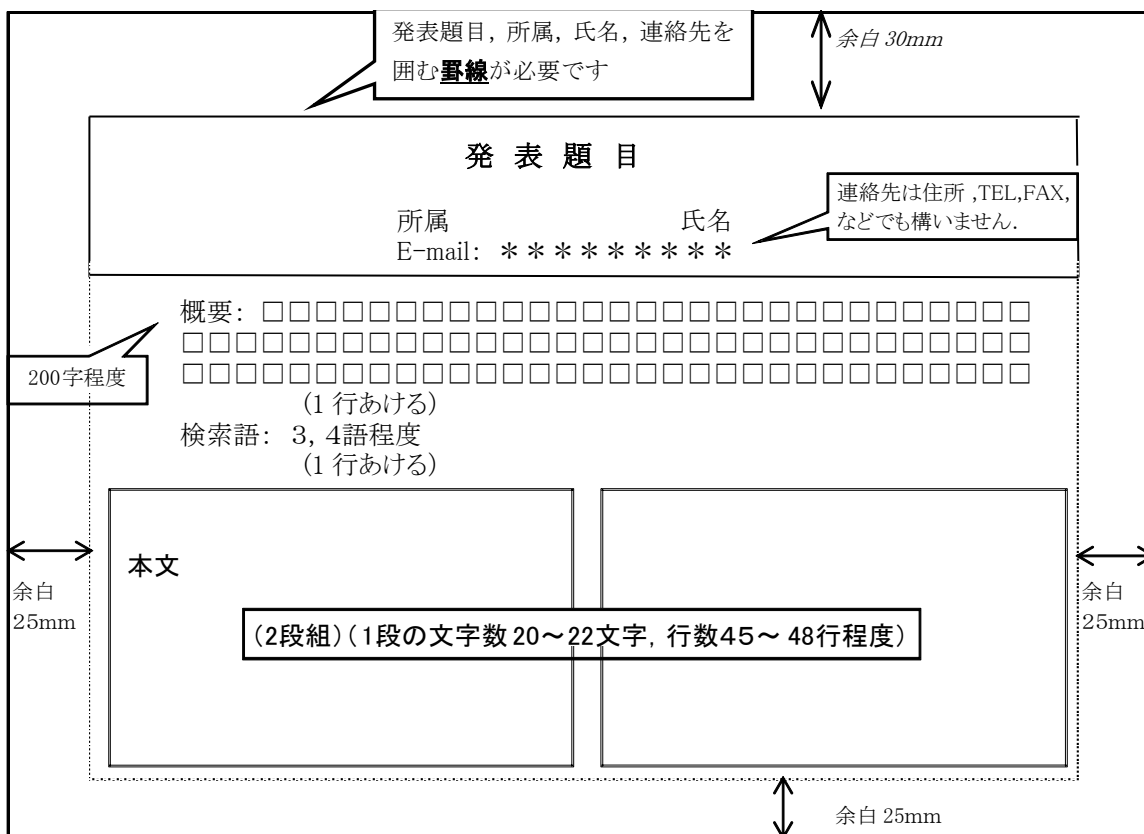 発表題目，所属，氏名，連絡先を
囲む罫線が必要です
余白 30mm
発 表 題 目
連絡先は住所 ,TEL,FAX,
などでも構いません．
所属 氏名
E-mail： ＊＊＊＊＊＊＊＊＊
概要： □□□□□□□□□□□□□□□□□□□□□□□□□□□□□
□□□□□□□□□□□□□□□□□□□□□□□□□□□□□□□□
□□□□□□□□□□□□□□□□□□□□□□□□□□□□□□□□
200字程度
(1 行あける)
検索語： 3，4語程度
(1 行あける)
本文
余白
25mm
余白
25mm
(2段組)(1段の文字数 20～22文字，行数45～ 48行程度)
余白 25mm